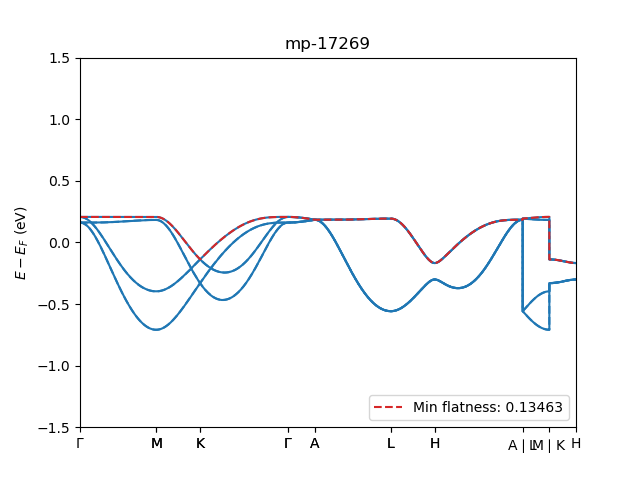 mp-17269
E − E_F (eV)
1.5
1.0
0.5
0.0
−0.5
−1.0
−1.5
Min flatness: 0.13463
Γ M K Γ A L H A | L M | K H